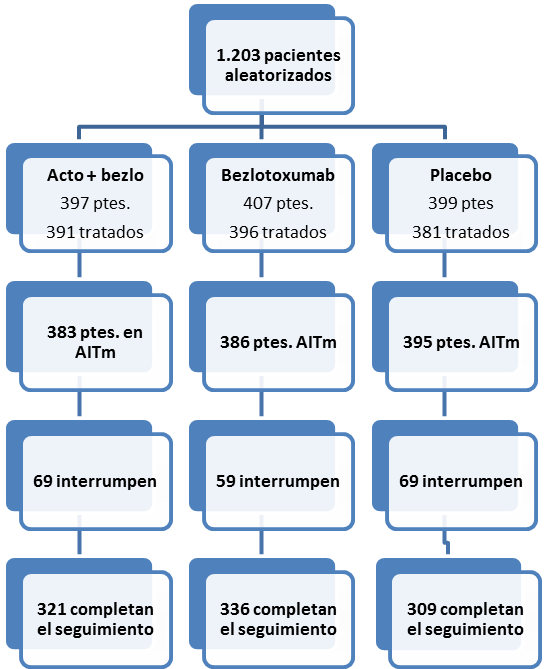 1.203 pacientes
aleatorizados
Acto + bezlo
397 ptes.
391 tratados
Bezlotoxumab
407 ptes.
396 tratados
Placebo
399 ptes
381 tratados
383 ptes. en
AITm
386 ptes. AITm
395 ptes. AITm
69 interrumpen
59 interrumpen
69 interrumpen
321 completan
el seguimiento
336 completan
el seguimiento
309 completan
el seguimiento